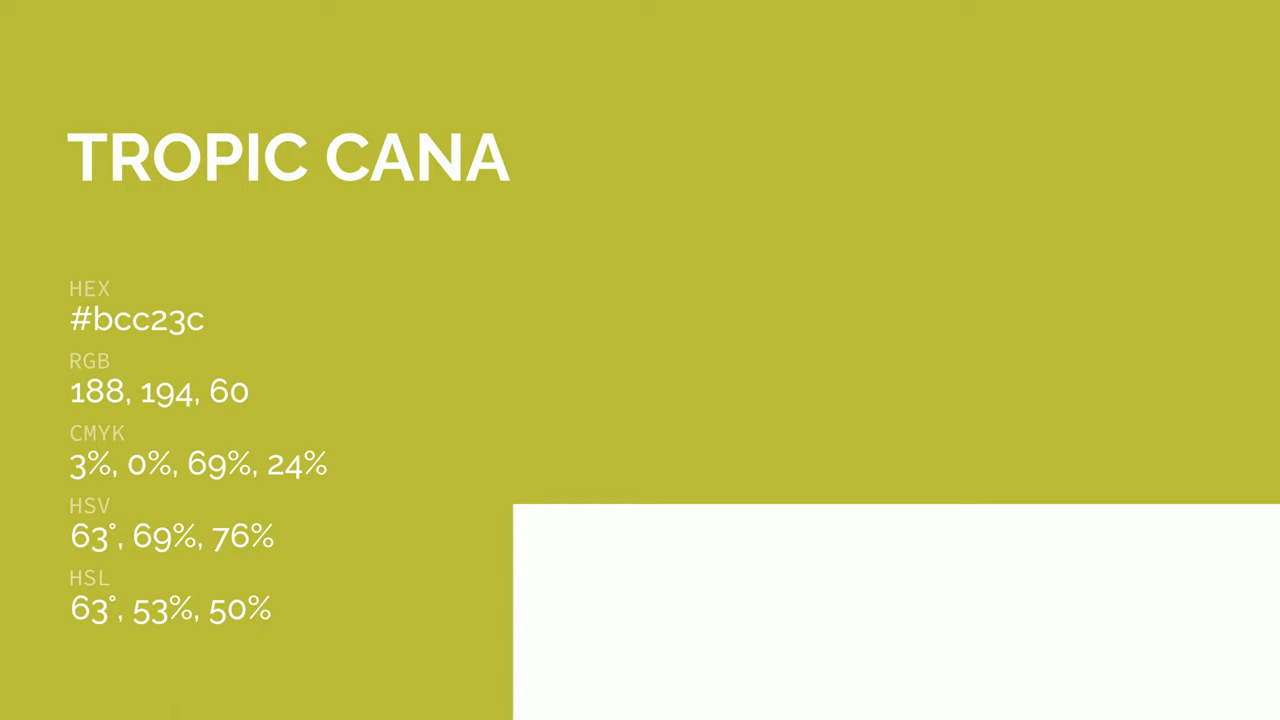 TROPIC CANA
HEX
#bcc23c
RGB
188, 194, 60
CMYK
3%, 0%, 69%, 24%
HSV
63°, 69%, 76%
HSL
63°, 53%, 50%